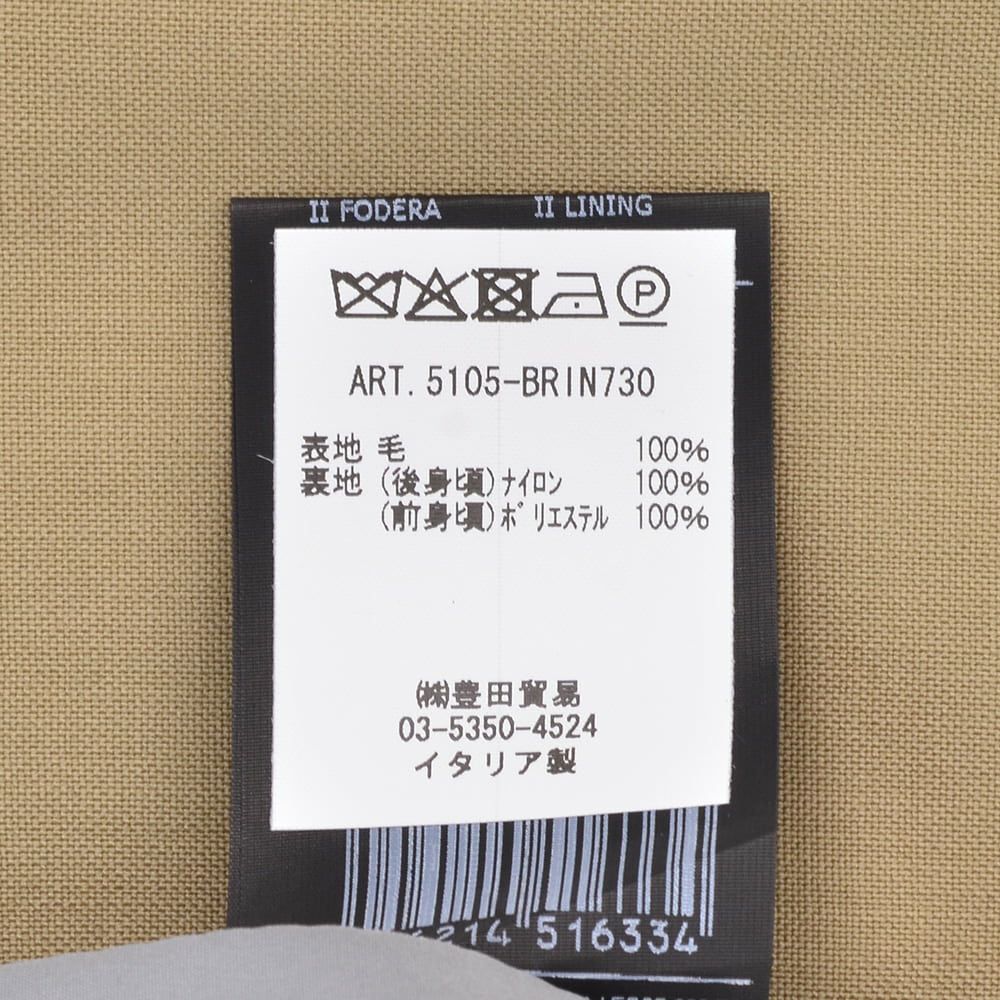 II FODERA II LINING
P
ART. 5105-BRIN730
表地 毛 100%
裏地 (後身頃)ナイロン 100%
(前身頃)ポリエステル 100%
㈱豊田貿易
03-5350-4524
イタリア製
214 516334